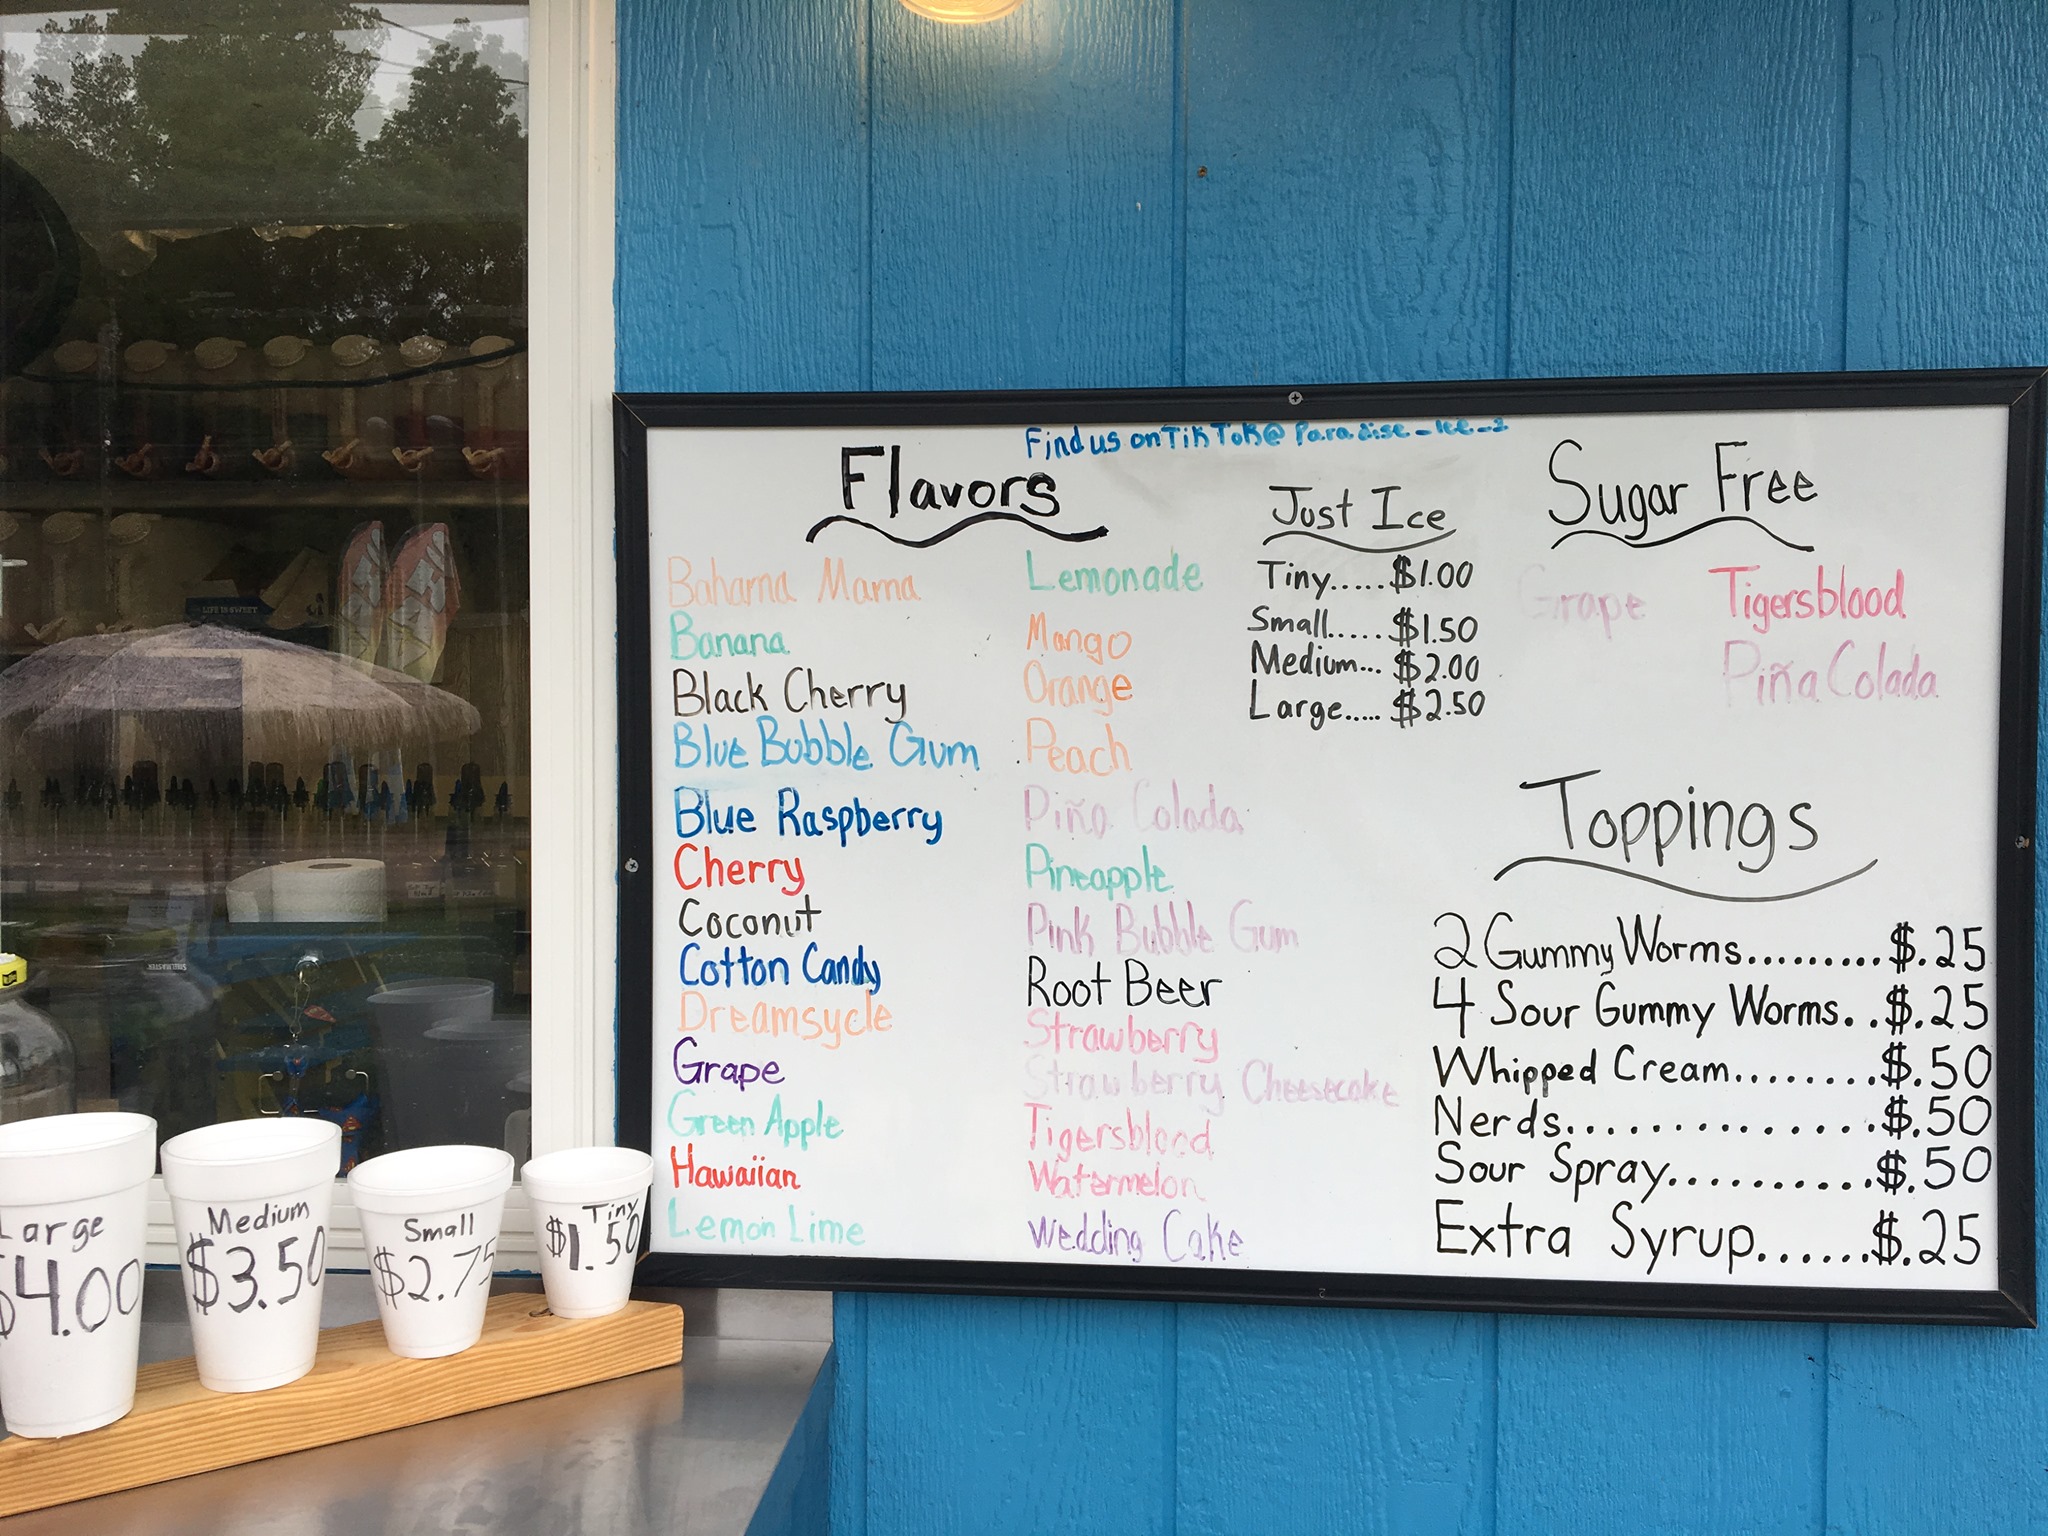 Find us on TikTok@ Paradise_Ice_1
Flavors
Bahama Mama
Banana
Black Cherry
Blue Bubble Gum
Blue Raspberry
Cherry
Coconut
Cotton Candy
Dreamsycle
Grape
Green Apple
Hawaiian
Lemon Lime
Lemonade
Mango
Orange
Peach
Piña Colada
Pineapple
Pink Bubble Gum
Root Beer
Strawberry
Strawberry Cheesecake
Tigersblood
Watermelon
Wedding Cake
Just Ice
Tiny.....$1.00
Small.....$1.50
Medium...$2.00
Large.....$2.50
Sugar Free
Grape
Tigersblood
Piña Colada
Toppings
2 Gummy Worms.........$.25
4 Sour Gummy Worms...$.25
Whipped Cream........$.50
Nerds...............$.50
Sour Spray..........$.50
Extra Syrup......$.25
Large
$4.00
Medium
$3.50
Small
$2.75
Tiny
$1.50
LIFE IS SWEET